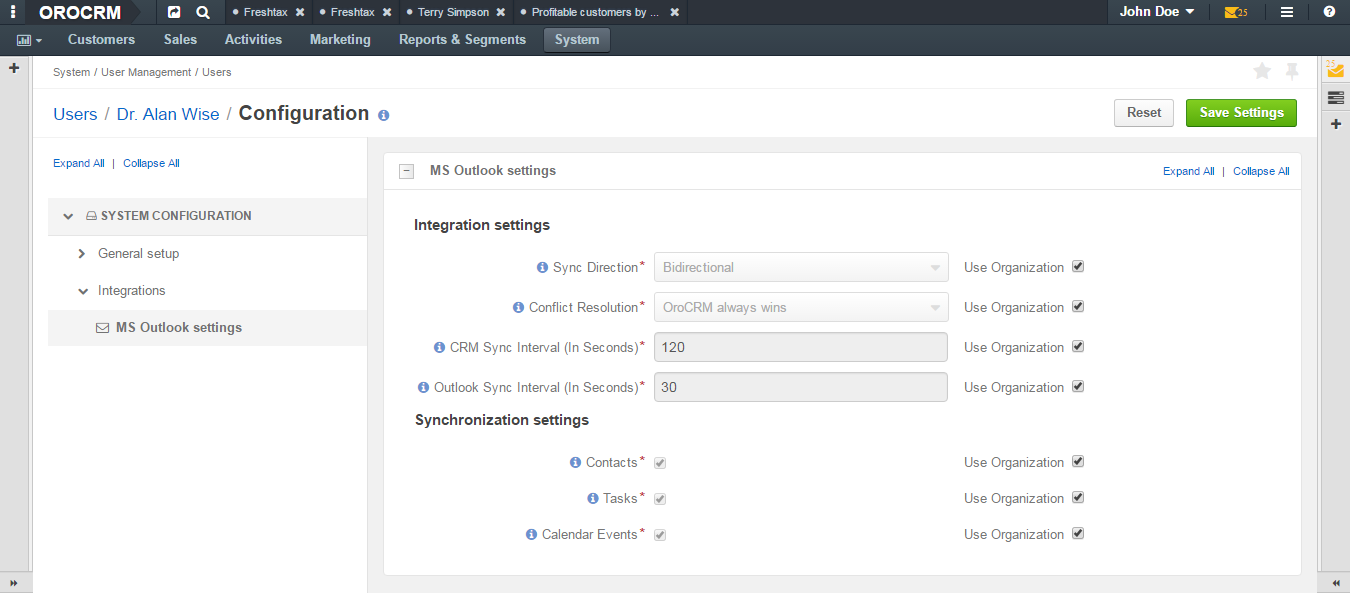 OROCRM Freshtax Freshtax Terry Simpson Profitable customers by ... John Doe 25
Customers Sales Activities Marketing Reports & Segments System
System / User Management / Users
25
Users / Dr. Alan Wise / Configuration Reset Save Settings
Expand All | Collapse All
SYSTEM CONFIGURATION
General setup
Integrations
MS Outlook settings
MS Outlook settings Expand All | Collapse All
Integration settings
Sync Direction* Bidirectional Use Organization
Conflict Resolution* OroCRM always wins Use Organization
CRM Sync Interval (In Seconds)* 120 Use Organization
Outlook Sync Interval (In Seconds)* 30 Use Organization
Synchronization settings
Contacts* Use Organization
Tasks* Use Organization
Calendar Events* Use Organization